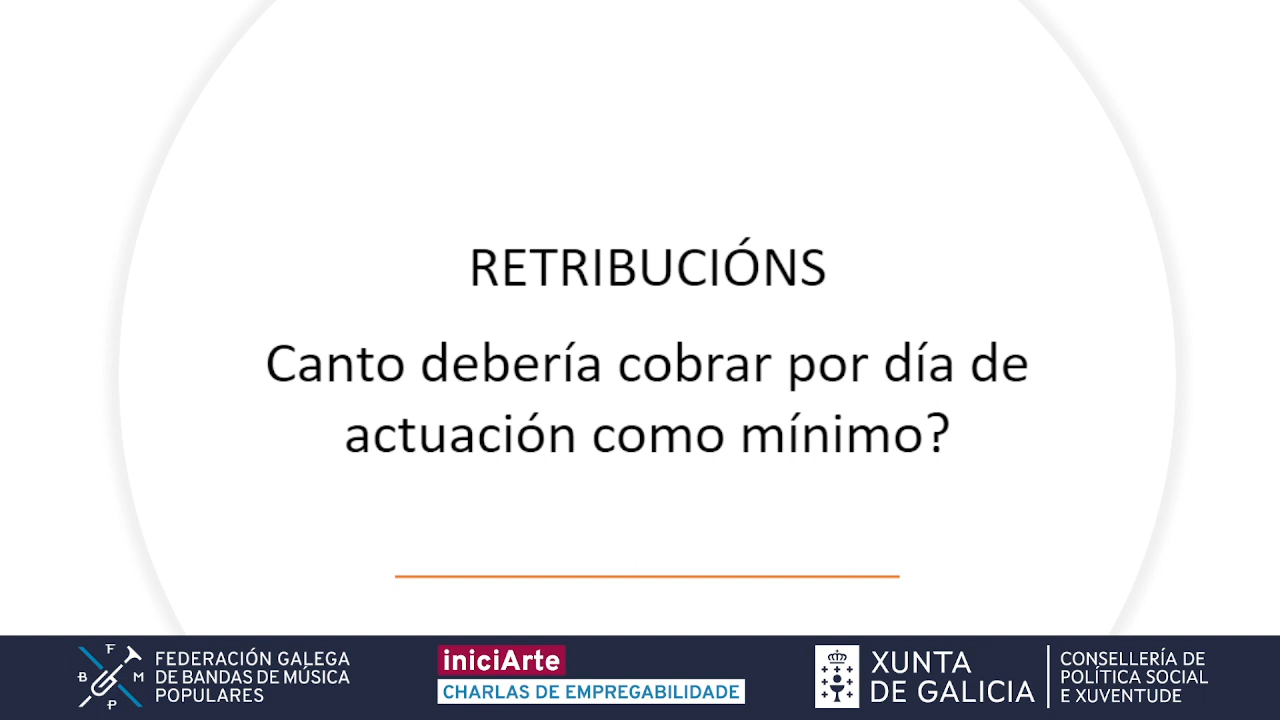 RETRIBUCIÓNS
Canto debería cobrar por día de
actuación como mínimo?
F
B M
P
FEDERACIÓN GALEGA
DE BANDAS DE MÚSICA
POPULARES
iniciArte
CHARLAS DE EMPREGABILIDADE
XUNTA
DE GALICIA
CONSELLERÍA DE
POLÍTICA SOCIAL
E XUVENTUDE